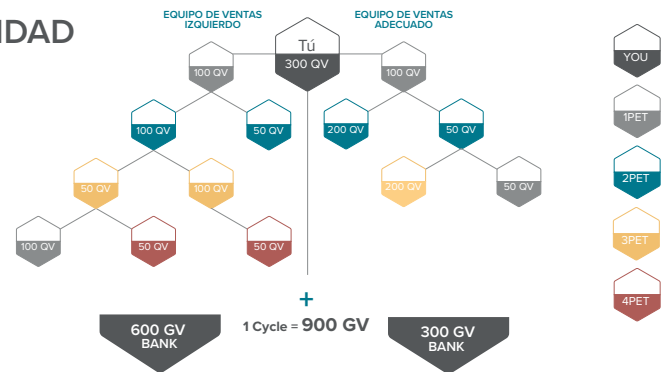 IDAD
EQUIPO DE VENTAS
IZQUIERDO
EQUIPO DE VENTAS
ADECUADO
Tú
300 QV
100 QV
100 QV
100 QV
50 QV
200 QV
50 QV
50 QV
100 QV
200 QV
50 QV
100 QV
50 QV
50 QV
YOU
1PET
2PET
3PET
4PET
+
600 GV
BANK
1 Cycle = 900 GV
300 GV
BANK